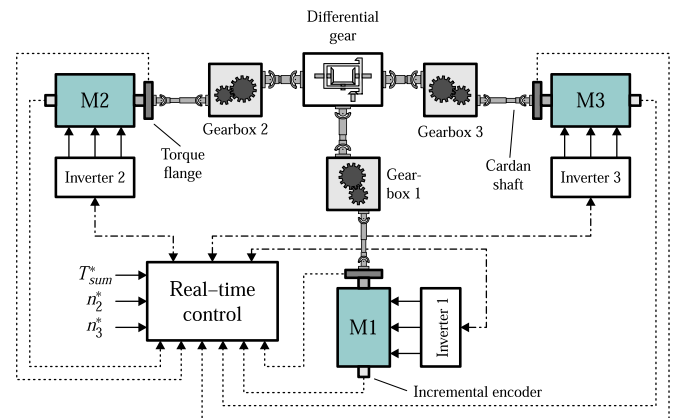 Differential
gear
M2
M3
Gearbox 2
Gearbox 3
Torque
flange
Cardan
shaft
Inverter 2
Inverter 3
Gear-
box 1
T*sum
n*2
n*3
Real–time
control
M1
Inverter 1
Incremental encoder